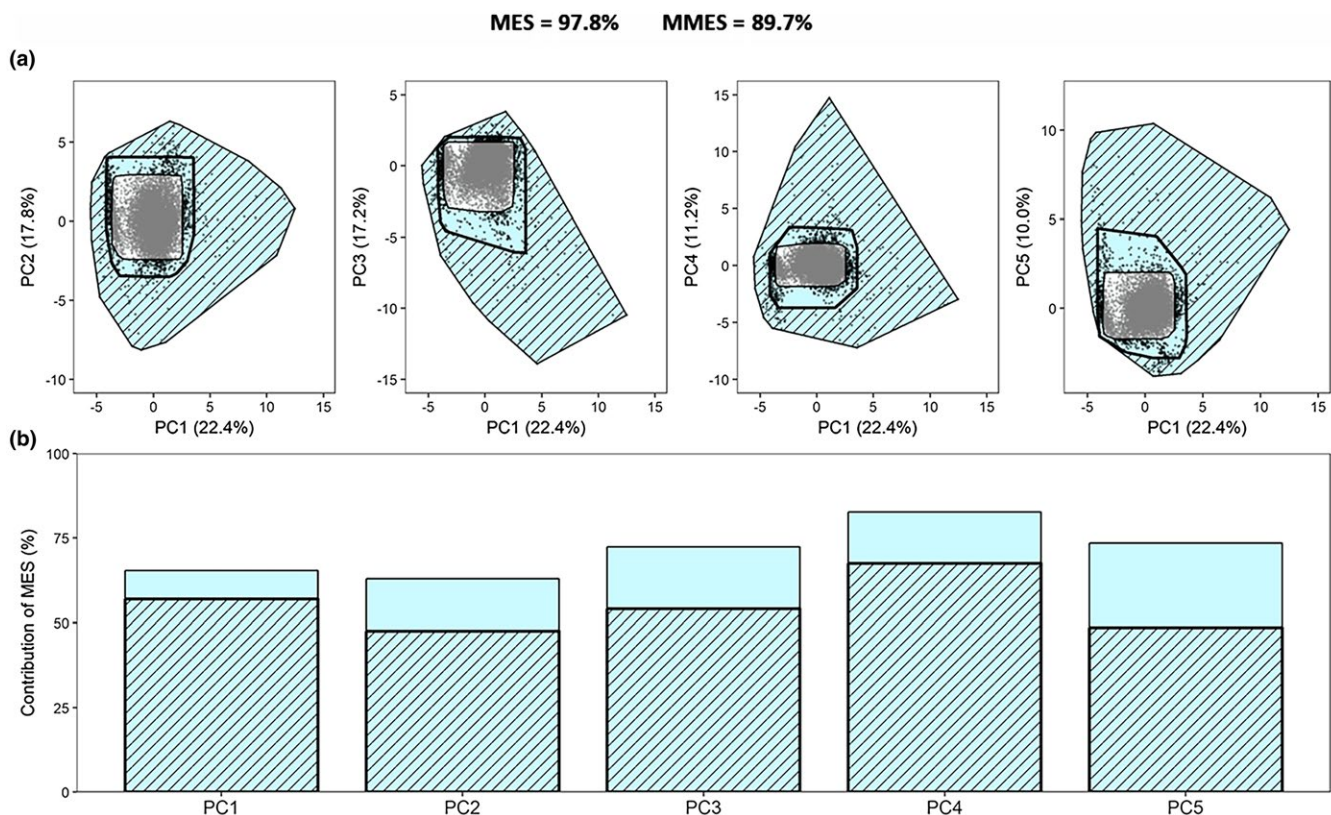 MES = 97.8% MMES = 89.7%
(a)
PC2 (17.8%)
5
0
-5
-10
-5 0 5 10 15
PC1 (22.4%)
PC3 (17.2%)
5
0
-5
-10
-15
-5 0 5 10 15
PC1 (22.4%)
PC4 (11.2%)
15
10
5
0
-5
-10
-5 0 5 10 15
PC1 (22.4%)
PC5 (10.0%)
10
5
0
-5 0 5 10 15
PC1 (22.4%)
(b)
Contribution of MES (%)
100
75
50
25
0
PC1 PC2 PC3 PC4 PC5